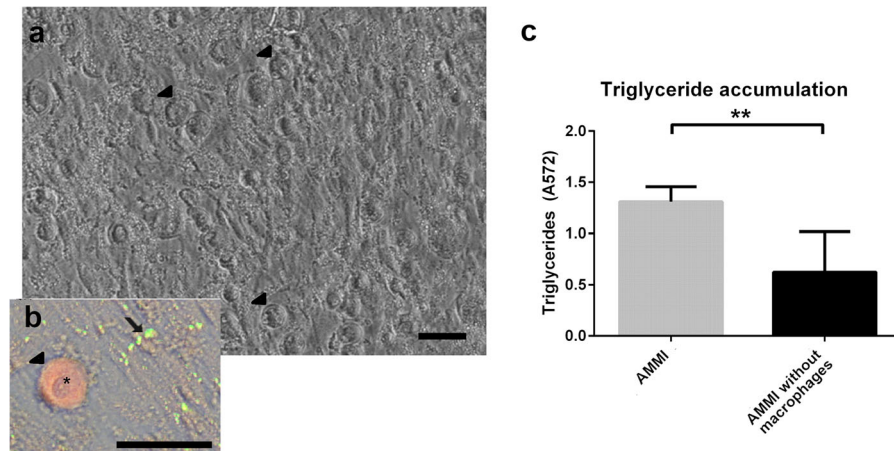 a
b
*
c
Triglyceride accumulation
**
Triglycerides (A572)
2.0
1.5
1.0
0.5
0.0
AMMI
AMMI without
macrophages